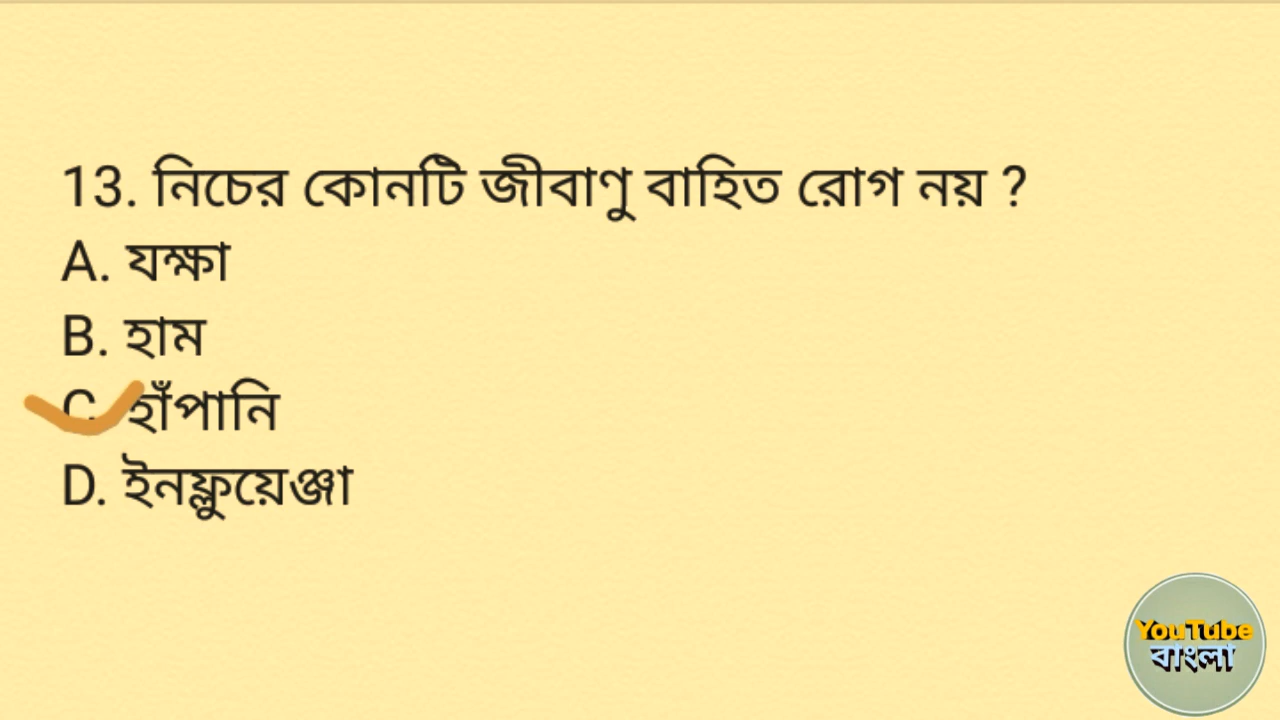 13. নিচের কোনটি জীবাণু বাহিত রোগ নয় ?
A. যক্ষা
B. হাম
C. হাঁপানি
D. ইনফ্লুয়েঞ্জা
YouTube
বাংলা